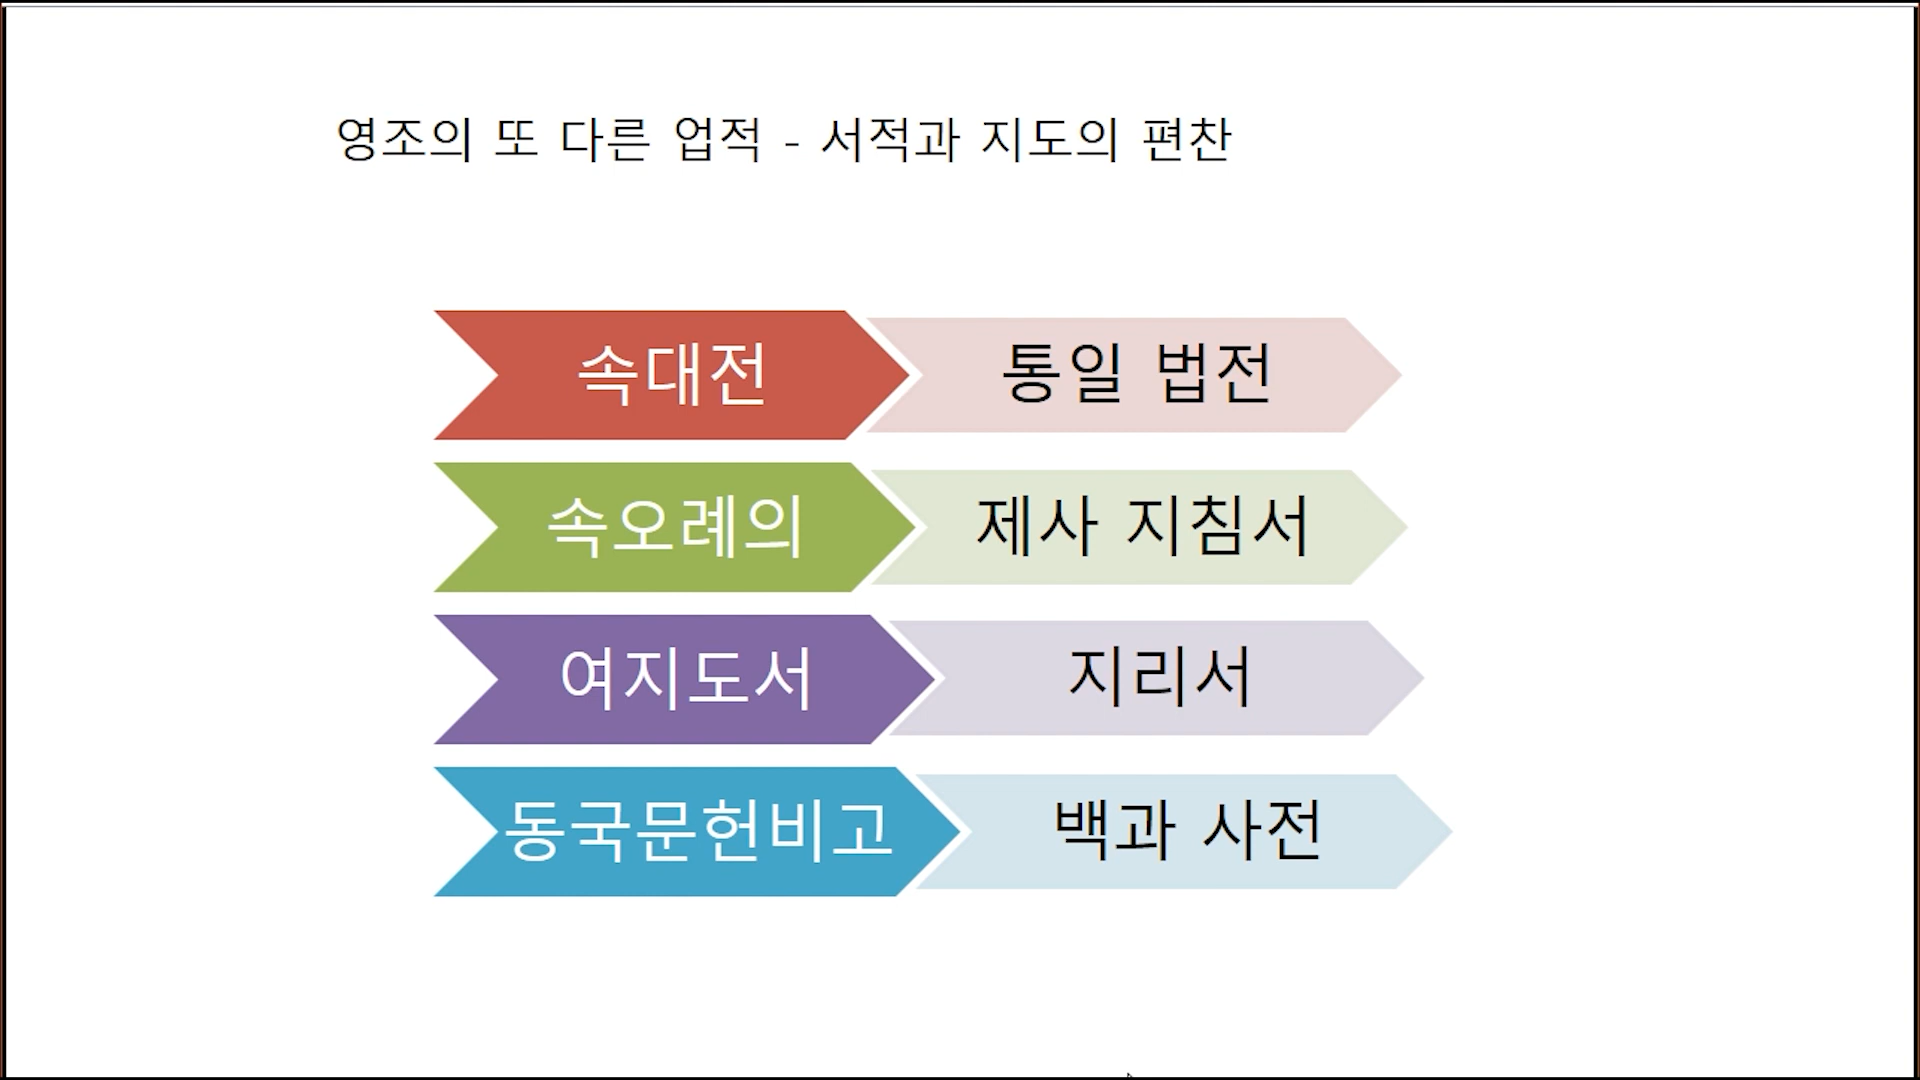 영조의 또 다른 업적 - 서적과 지도의 편찬
속대전 통일 법전
속오례의 제사 지침서
여지도서 지리서
동국문헌비고 백과 사전